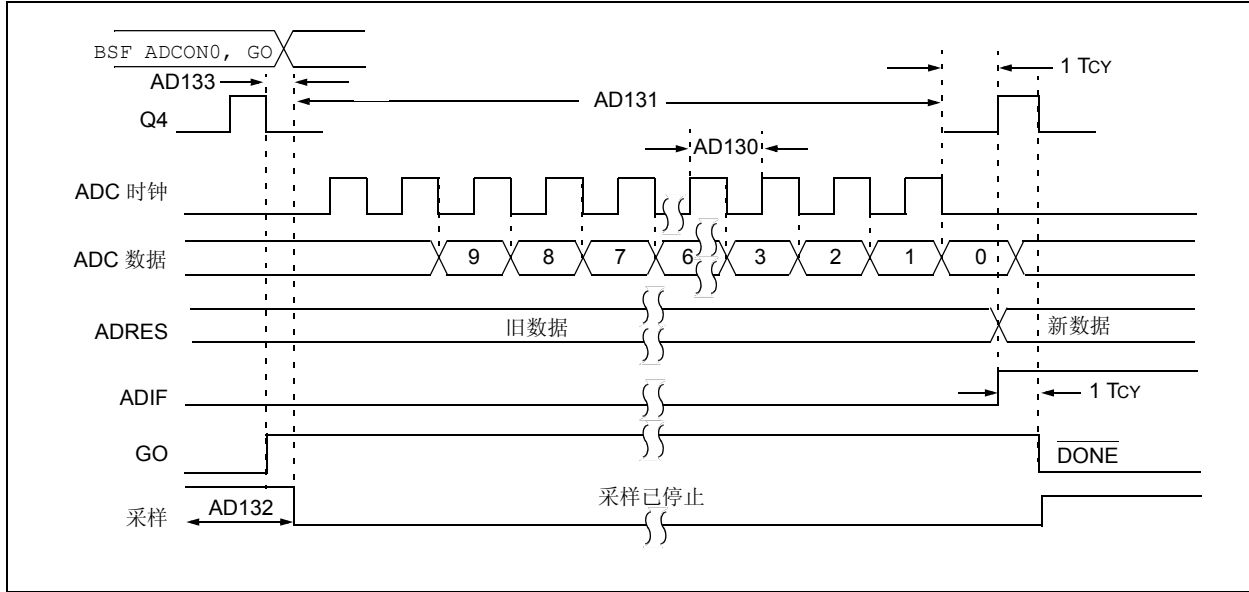 BSF ADCON0, GO
AD133
1 TCY
AD131
Q4
AD130
ADC 时钟
ADC 数据
9
8
7
6
3
2
1
0
ADRES
旧数据
新数据
ADIF
1 TCY
GO
DONE
采样
AD132
采样已停止